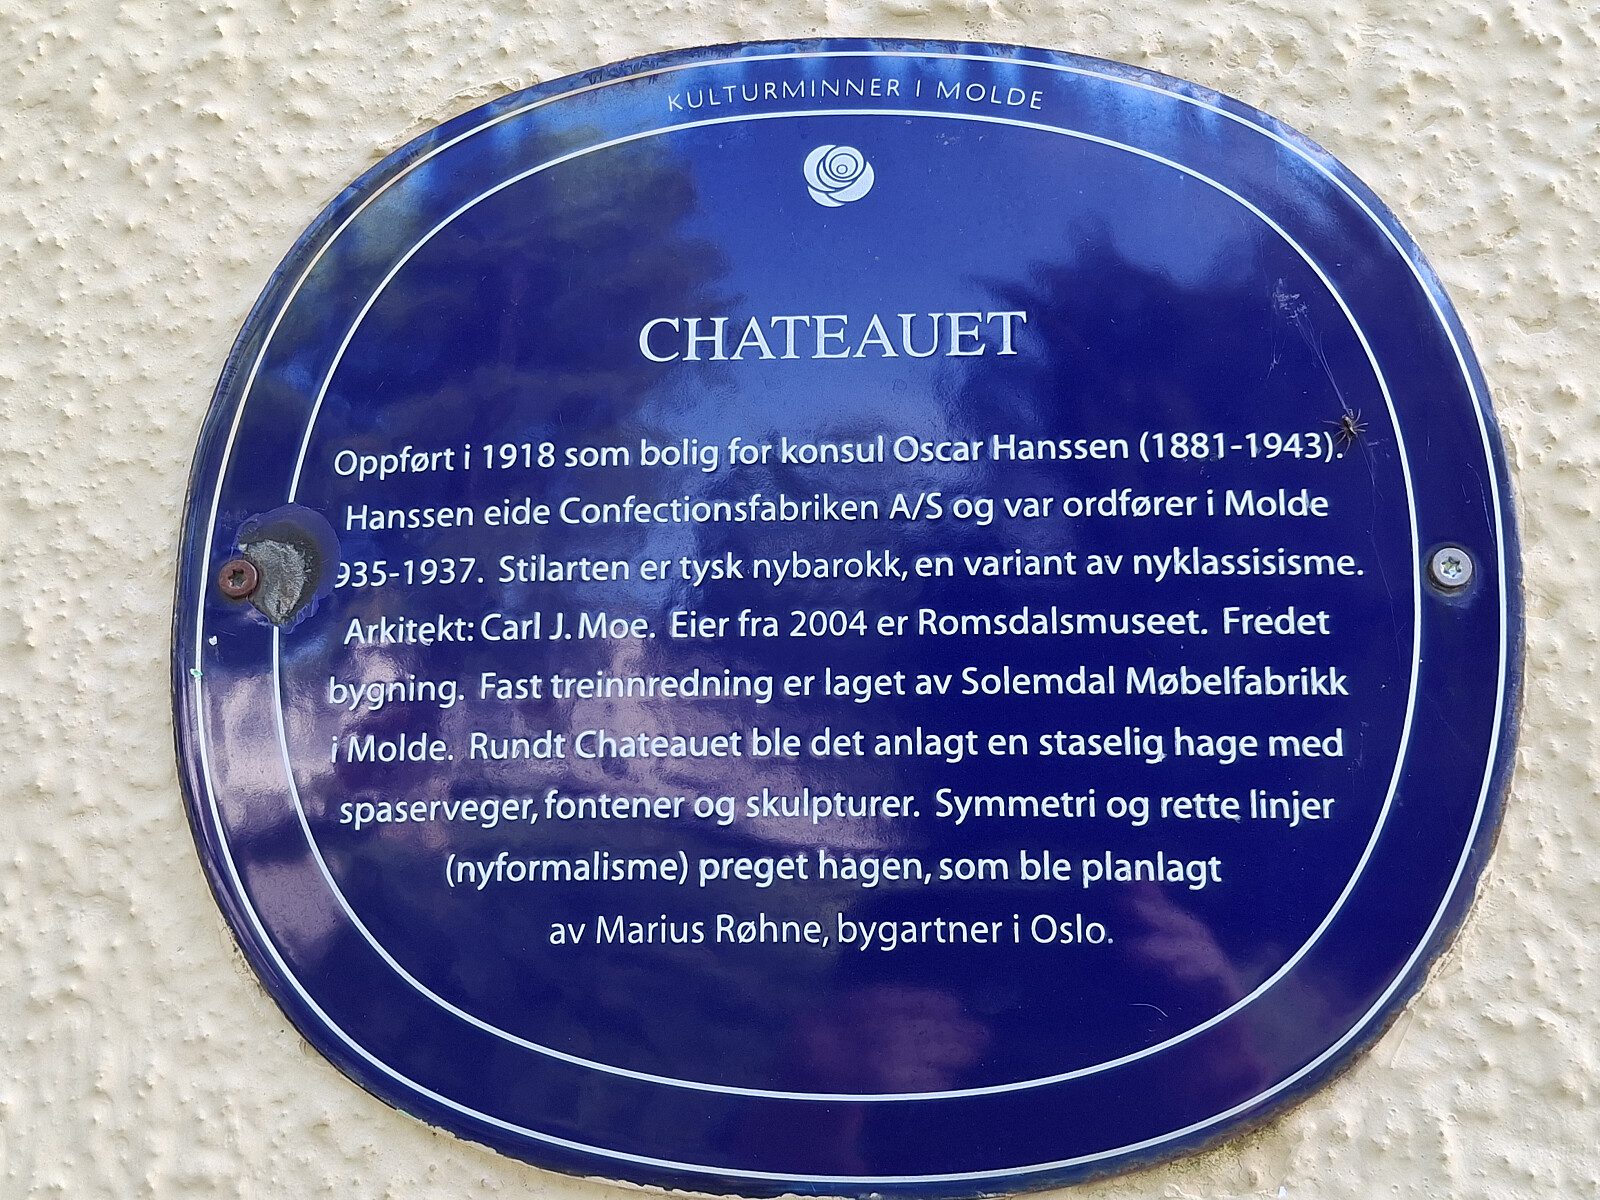 KULTURMINNER I MOLDE
CHATEAUET
Oppført i 1918 som bolig for konsul Oscar Hanssen (1881-1943).
Hanssen eide Confectionsfabriken A/S og var ordfører i Molde
935-1937. Stilarten er tysk nybarokk, en variant av nyklassisisme.
Arkitekt: Carl J. Moe. Eier fra 2004 er Romsdalsmuseet. Fredet
bygning. Fast treinnredning er laget av Solemdal Møbelfabrikk
i Molde. Rundt Chateauet ble det anlagt en staselig hage med
spaserveger, fontener og skulpturer. Symmetri og rette linjer
(nyformalisme) preget hagen, som ble planlagt
av Marius Røhne, bygartner i Oslo.